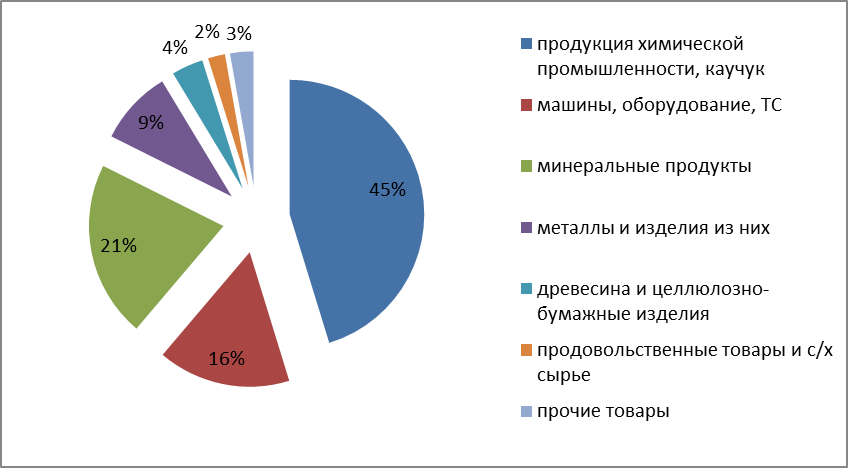 2%
3%
4%
9%
45%
21%
16%
продукция химической
промышленности, каучук
машины, оборудование, ТС
минеральные продукты
металлы и изделия из них
древесина и целлюлозно-
бумажные изделия
продовольственные товары и с/х
сырье
прочие товары